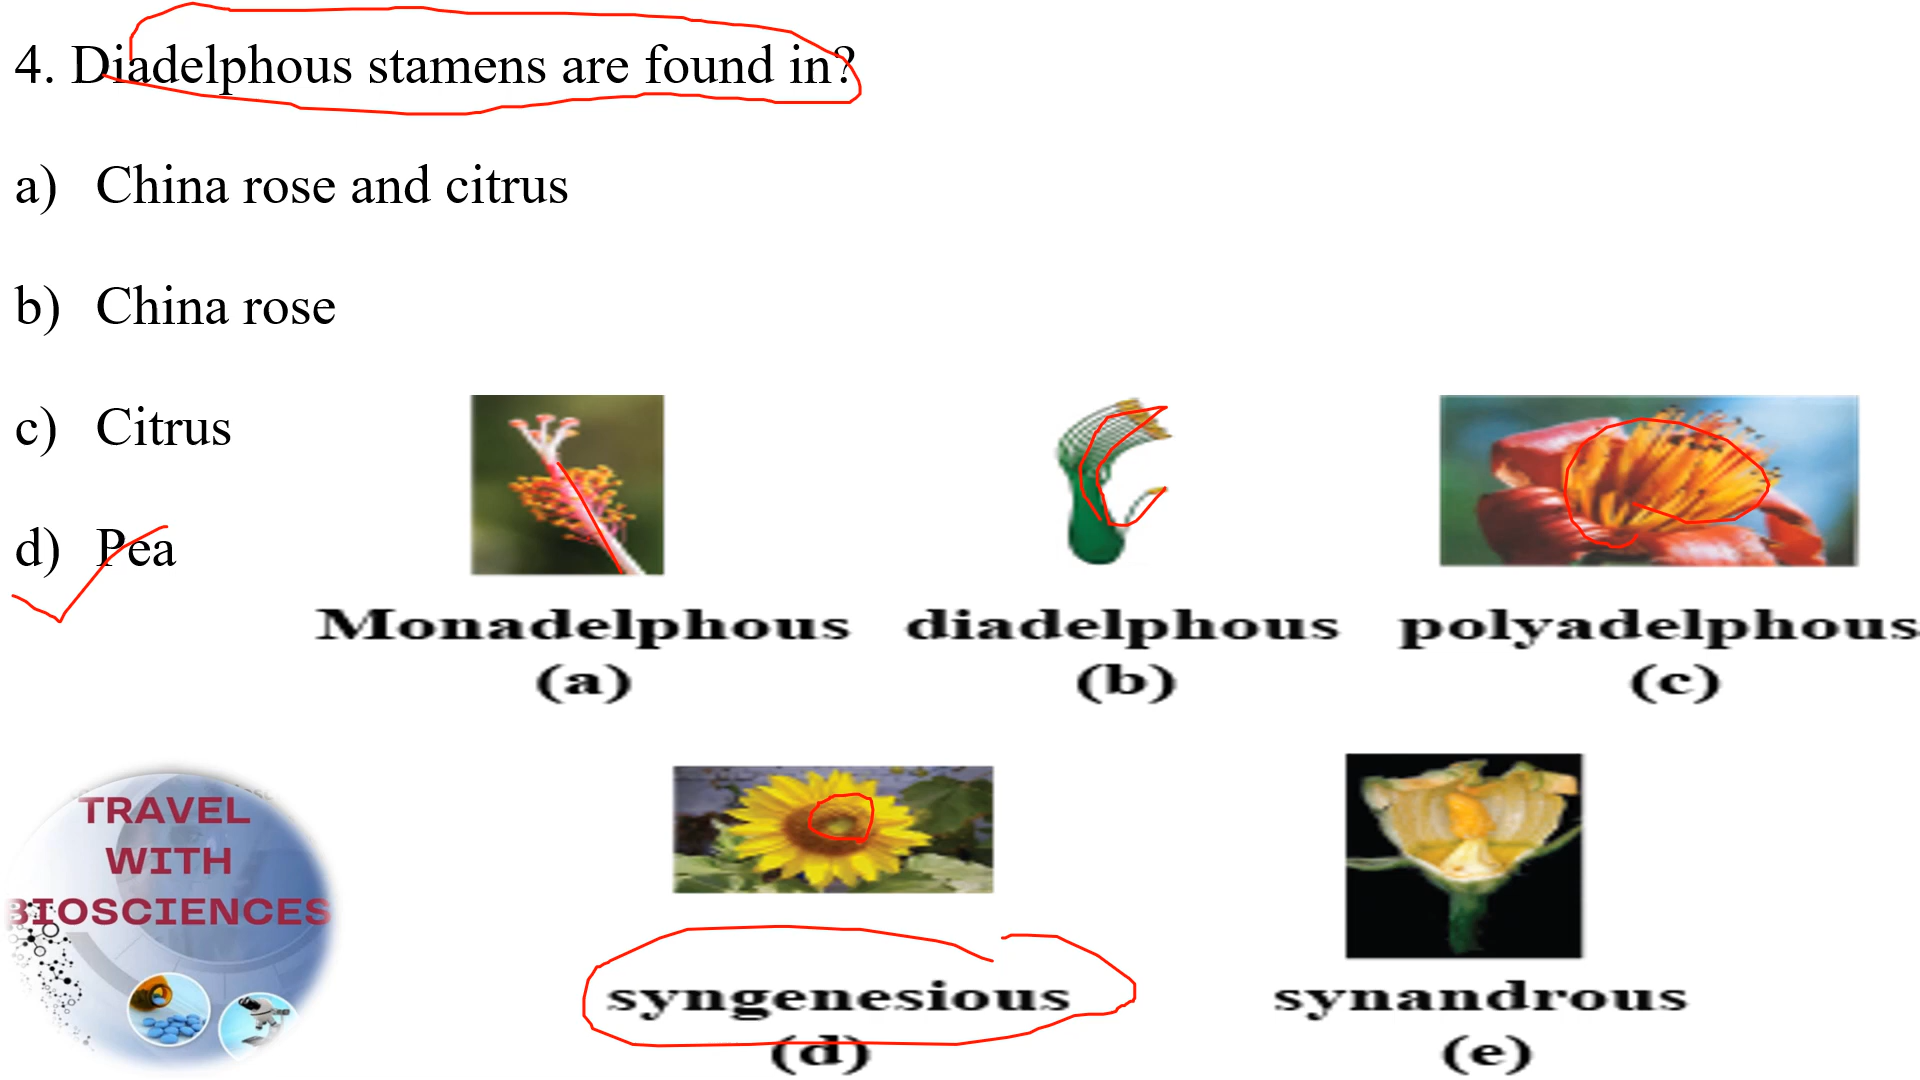 4. Diadelphous stamens are found in?
a) China rose and citrus
b) China rose
c) Citrus
d) Pea
Monadelphous diadelphous polyadelphous
(a) (b) (c)
TRAVEL
WITH
BIOSCIENCES
syngenesious synandrous
(d) (e)